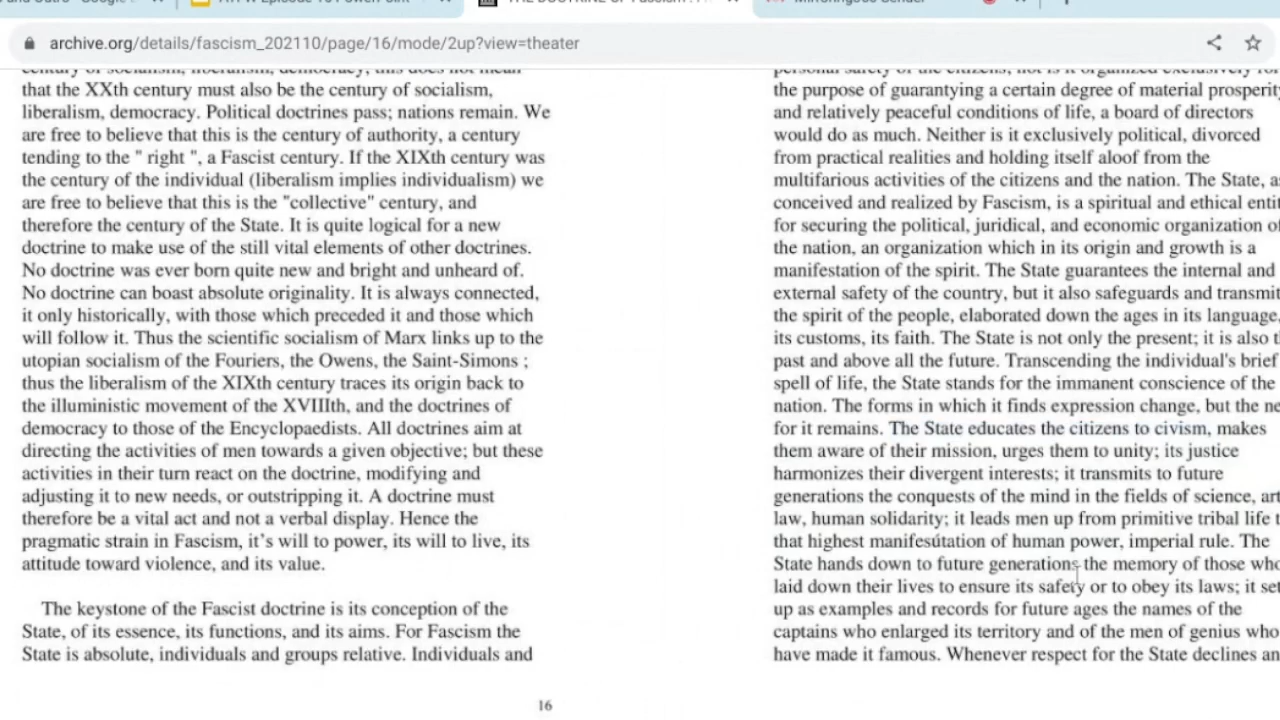 archive.org/details/fascism_202110/page/16/mode/2up?view=theater
century of socialism, liberalism, democracy, this does not mean
that the XXth century must also be the century of socialism,
liberalism, democracy. Political doctrines pass; nations remain. We
are free to believe that this is the century of authority, a century
tending to the " right ", a Fascist century. If the XIXth century was
the century of the individual (liberalism implies individualism) we
are free to believe that this is the "collective" century, and
therefore the century of the State. It is quite logical for a new
doctrine to make use of the still vital elements of other doctrines.
No doctrine was ever born quite new and bright and unheard of.
No doctrine can boast absolute originality. It is always connected,
it only historically, with those which preceded it and those which
will follow it. Thus the scientific socialism of Marx links up to the
utopian socialism of the Fouriers, the Owens, the Saint-Simons ;
thus the liberalism of the XIXth century traces its origin back to
the illuministic movement of the XVIIIth, and the doctrines of
democracy to those of the Encyclopaedists. All doctrines aim at
directing the activities of men towards a given objective; but these
activities in their turn react on the doctrine, modifying and
adjusting it to new needs, or outstripping it. A doctrine must
therefore be a vital act and not a verbal display. Hence the
pragmatic strain in Fascism, it's will to power, its will to live, its
attitude toward violence, and its value.
The keystone of the Fascist doctrine is its conception of the
State, of its essence, its functions, and its aims. For Fascism the
State is absolute, individuals and groups relative. Individuals and
16
personal safety of the citizens, nor is it organized exclusively for
the purpose of guarantying a certain degree of material prosperity
and relatively peaceful conditions of life, a board of directors
would do as much. Neither is it exclusively political, divorced
from practical realities and holding itself aloof from the
multifarious activities of the citizens and the nation. The State, as
conceived and realized by Fascism, is a spiritual and ethical entit
for securing the political, juridical, and economic organization of
the nation, an organization which in its origin and growth is a
manifestation of the spirit. The State guarantees the internal and
external safety of the country, but it also safeguards and transmit
the spirit of the people, elaborated down the ages in its language,
its customs, its faith. The State is not only the present; it is also t
past and above all the future. Transcending the individual's brief
spell of life, the State stands for the immanent conscience of the
nation. The forms in which it finds expression change, but the ne
for it remains. The State educates the citizens to civism, makes
them aware of their mission, urges them to unity; its justice
harmonizes their divergent interests; it transmits to future
generations the conquests of the mind in the fields of science, art
law, human solidarity; it leads men up from primitive tribal life t
that highest manifesútation of human power, imperial rule. The
State hands down to future generations the memory of those who
laid down their lives to ensure its safety or to obey its laws; it set
up as examples and records for future ages the names of the
captains who enlarged its territory and of the men of genius who
have made it famous. Whenever respect for the State declines an